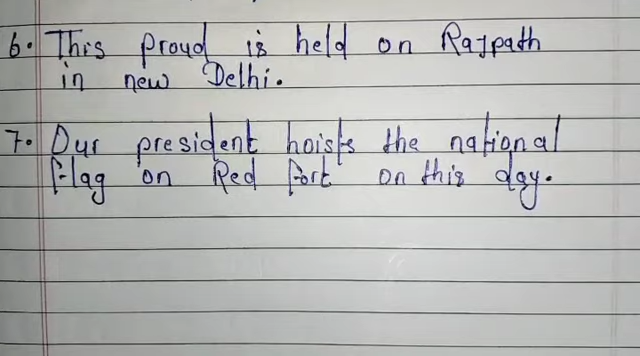 6. This proud is held on Rajpath
in new Delhi.
7. Our president hoists the national
flag on Red fort on this day.